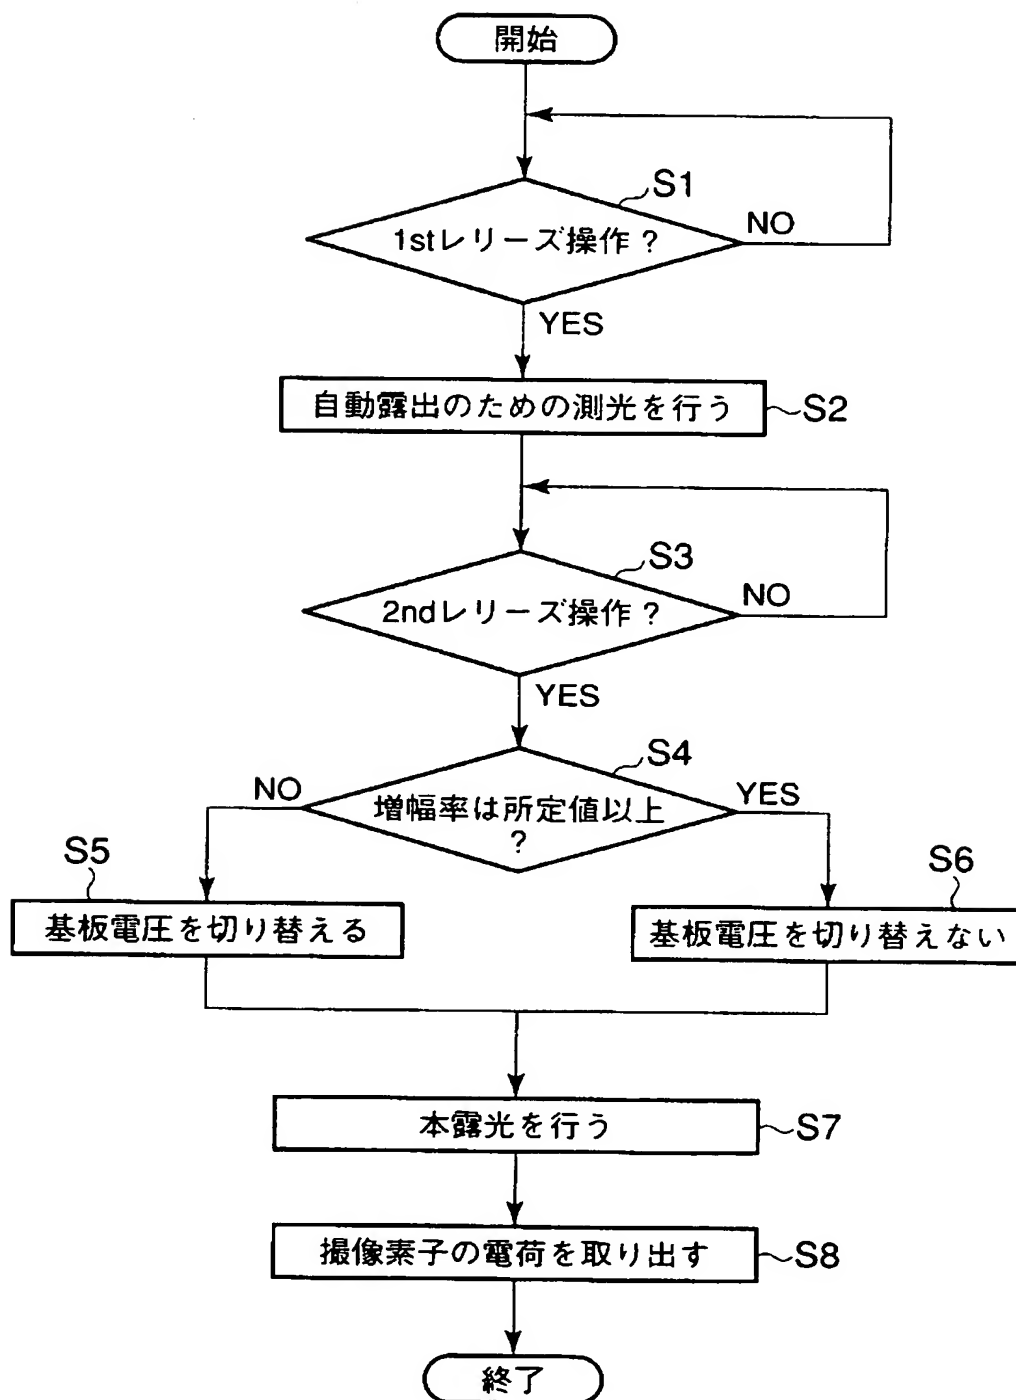 開始
S1
1stレリーズ操作？
NO
YES
自動露出のための測光を行う
S2
S3
2ndレリーズ操作？
NO
YES
S4
NO
増幅率は所定値以上
？
YES
S5
基板電圧を切り替える
S6
基板電圧を切り替えない
本露光を行う
S7
撮像素子の電荷を取り出す
S8
終了